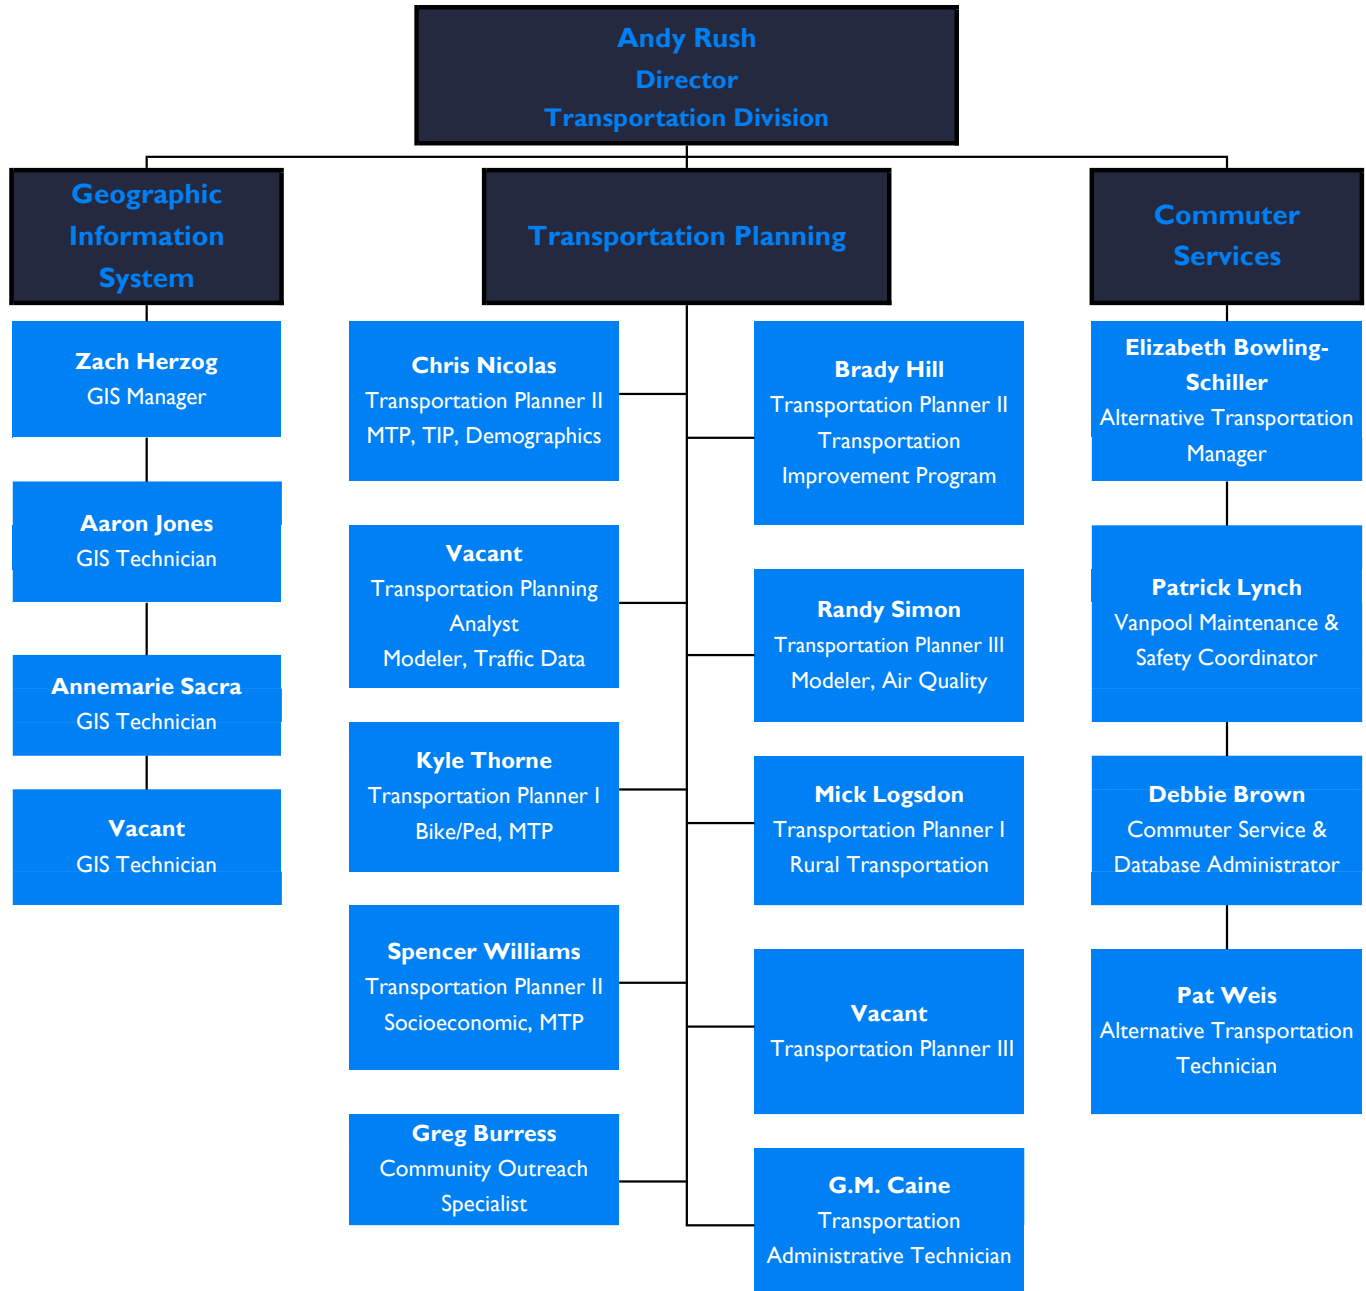 Andy Rush
Director
Transportation Division
Geographic
Information
System
Transportation Planning
Commuter
Services
Zach Herzog
GIS Manager
Aaron Jones
GIS Technician
Annemarie Sacra
GIS Technician
Vacant
GIS Technician
Chris Nicolas
Transportation Planner II
MTP, TIP, Demographics
Vacant
Transportation Planning
Analyst
Modeler, Traffic Data
Kyle Thorne
Transportation Planner I
Bike/Ped, MTP
Spencer Williams
Transportation Planner II
Socioeconomic, MTP
Greg Burress
Community Outreach
Specialist
Brady Hill
Transportation Planner II
Transportation
Improvement Program
Randy Simon
Transportation Planner III
Modeler, Air Quality
Mick Logsdon
Transportation Planner I
Rural Transportation
Vacant
Transportation Planner III
G.M. Caine
Transportation
Administrative Technician
Elizabeth Bowling-
Schiller
Alternative Transportation
Manager
Patrick Lynch
Vanpool Maintenance &
Safety Coordinator
Debbie Brown
Commuter Service &
Database Administrator
Pat Weis
Alternative Transportation
Technician